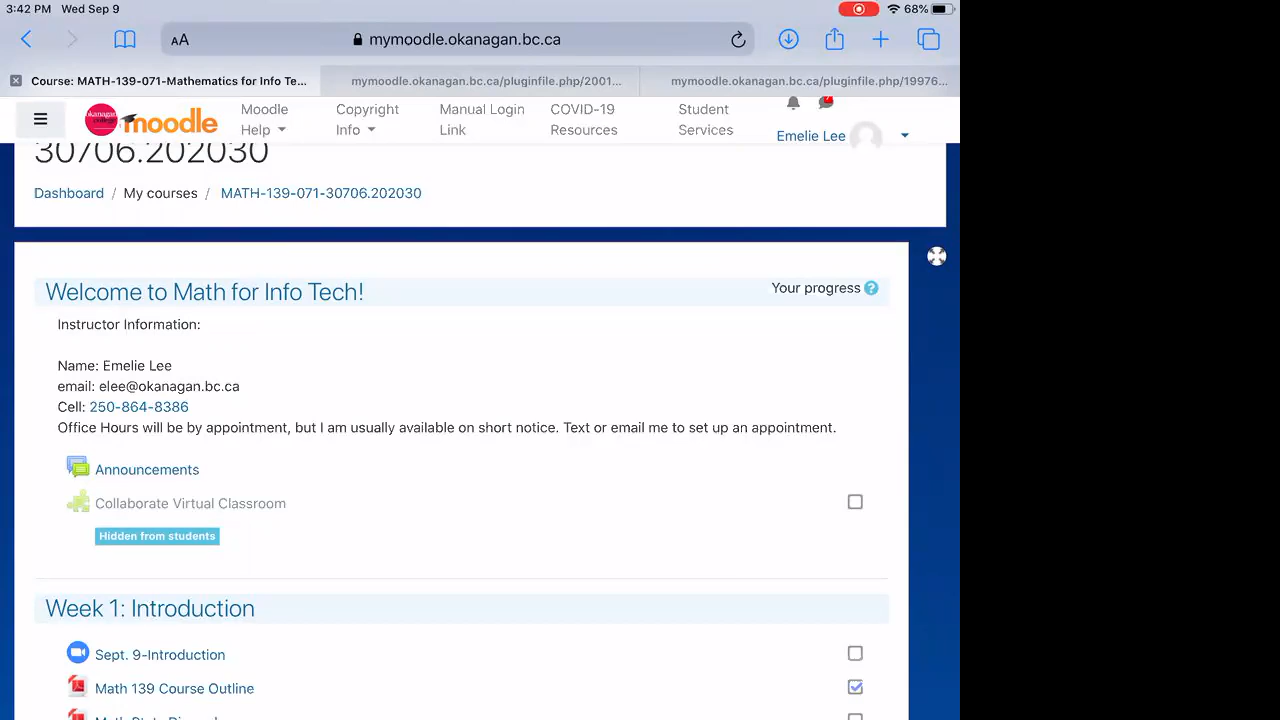 3:42 PM Wed Sep 9
68%
AA
mymoodle.okanagan.bc.ca
Course: MATH-139-071-Mathematics for Info Te...
mymoodle.okanagan.bc.ca/pluginfile.php/2001...
mymoodle.okanagan.bc.ca/pluginfile.php/19976...
okanagan college
moodle
Moodle Help
Copyright Info
Manual Login Link
COVID-19 Resources
Student Services
Emelie Lee
30706.202030
Dashboard / My courses / MATH-139-071-30706.202030
Welcome to Math for Info Tech!
Your progress ?
Instructor Information:
Name: Emelie Lee
email: elee@okanagan.bc.ca
Cell: 250-864-8386
Office Hours will be by appointment, but I am usually available on short notice. Text or email me to set up an appointment.
Announcements
Collaborate Virtual Classroom
Hidden from students
Week 1: Introduction
Sept. 9-Introduction
Math 139 Course Outline